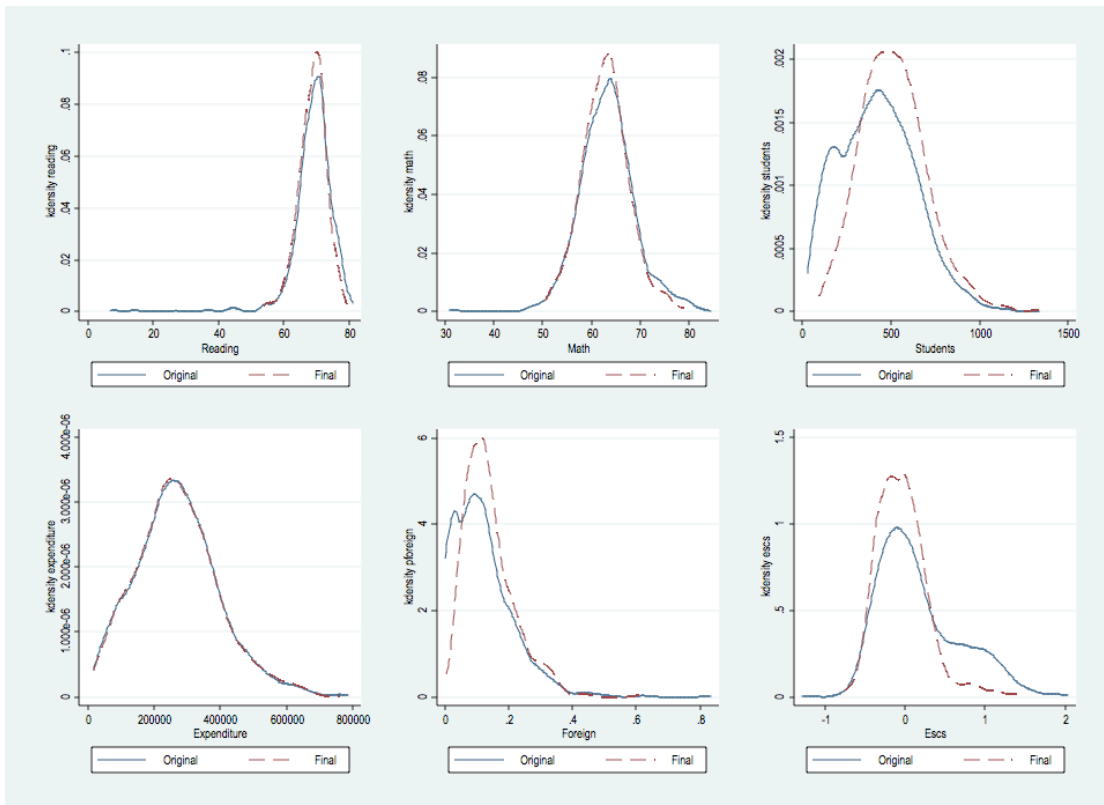 kdensity reading
0 .02 .04 .06 .08 .1
0 20 40 60 80
Reading
Original Final
kdensity math
0 .02 .04 .06 .08
30 40 50 60 70 80
Math
Original Final
kdensity students
0 .0005 .001 .0015 .002
0 500 1000 1500
Students
Original Final
kdensity expenditure
0 1.000e-06 2.000e-06 3.000e-06 4.000e-06
0 200000 400000 600000 800000
Expenditure
Original Final
kdensity pforeign
0 2 4 6
0 .2 .4 .6 .8
Foreign
Original Final
kdensity escs
0 .5 1 1.5
-1 0 1 2
Escs
Original Final